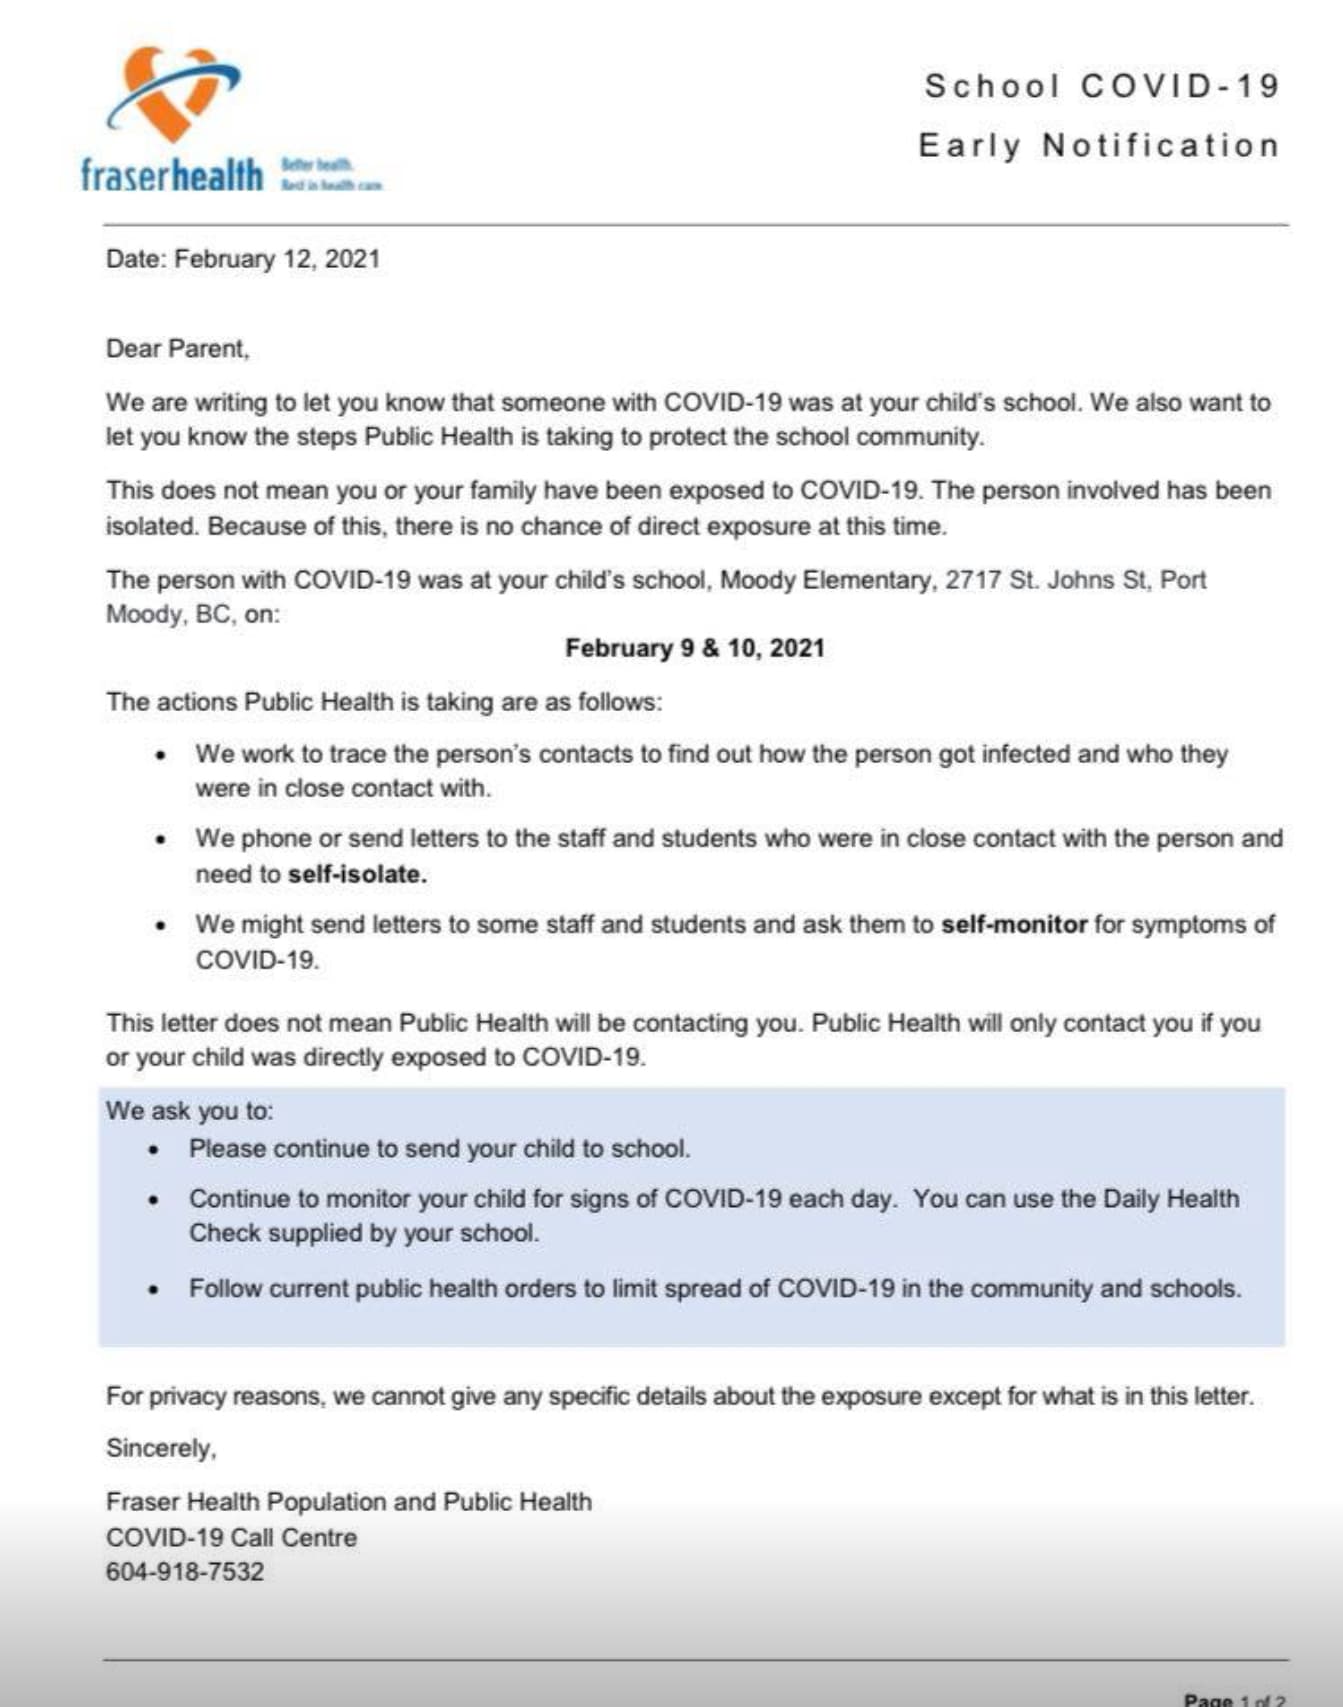 School COVID-19
Early Notification
fraserhealth
Better health.
Best in health care.
Date: February 12, 2021
Dear Parent,
We are writing to let you know that someone with COVID-19 was at your child's school. We also want to
let you know the steps Public Health is taking to protect the school community.
This does not mean you or your family have been exposed to COVID-19. The person involved has been
isolated. Because of this, there is no chance of direct exposure at this time.
The person with COVID-19 was at your child's school, Moody Elementary, 2717 St. Johns St, Port
Moody, BC, on:
February 9 & 10, 2021
The actions Public Health is taking are as follows:
• We work to trace the person's contacts to find out how the person got infected and who they
were in close contact with.
• We phone or send letters to the staff and students who were in close contact with the person and
need to self-isolate.
• We might send letters to some staff and students and ask them to self-monitor for symptoms of
COVID-19.
This letter does not mean Public Health will be contacting you. Public Health will only contact you if you
or your child was directly exposed to COVID-19.
We ask you to:
• Please continue to send your child to school.
• Continue to monitor your child for signs of COVID-19 each day. You can use the Daily Health
Check supplied by your school.
• Follow current public health orders to limit spread of COVID-19 in the community and schools.
For privacy reasons, we cannot give any specific details about the exposure except for what is in this letter.
Sincerely,
Fraser Health Population and Public Health
COVID-19 Call Centre
604-918-7532
Page 1 of 2